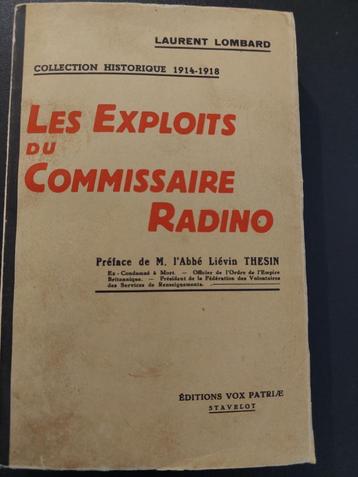 LAURENT LOMBARD
COLLECTION HISTORIQUE 1914-1918
LES EXPLOITS
DU
COMMISSAIRE
RADINO
Préface de M. l'Abbé Liévin THESIN
Ex-Condamné à Mort. — Officier de l'Ordre de l'Empire
Britannique. — Président de la Fédération des Volontaires
des Services de Renseignements.
ÉDITIONS VOX PATRIÆ
STAVELOT